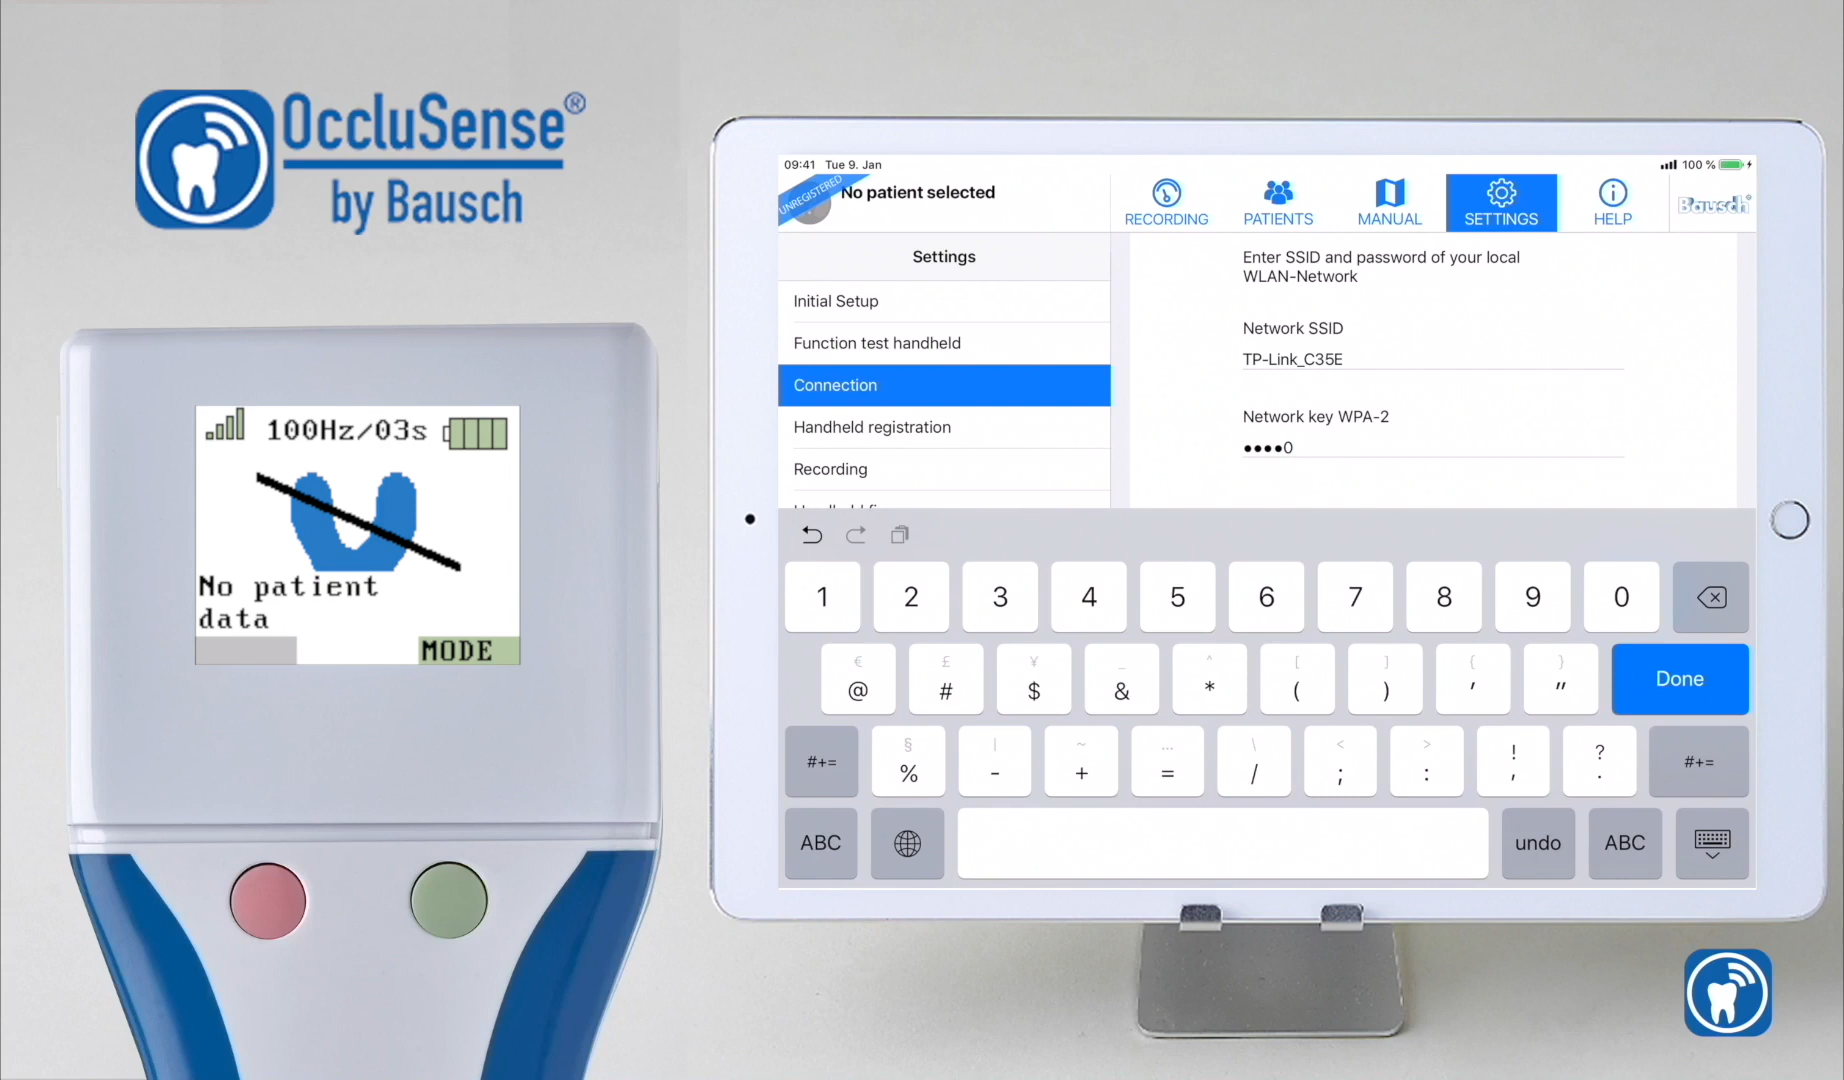 OccluSense®
by Bausch
100Hz/03s
No patient
data
MODE
09:41 Tue 9. Jan
100 %
UNREGISTERED
No patient selected
RECORDING
PATIENTS
MANUAL
SETTINGS
HELP
Bausch®
Settings
Initial Setup
Function test handheld
Connection
Handheld registration
Recording
Enter SSID and password of your local
WLAN-Network
Network SSID
TP-Link_C35E
Network key WPA-2
●●●●0
1 2 3 4 5 6 7 8 9 0
€ £ ¥ _ ^ [ ] { }
@ # $ & * ( ) ' "
Done
§ | ~ … \ < > ! ?
#+= % - + = / ; : , . #+=
ABC undo ABC